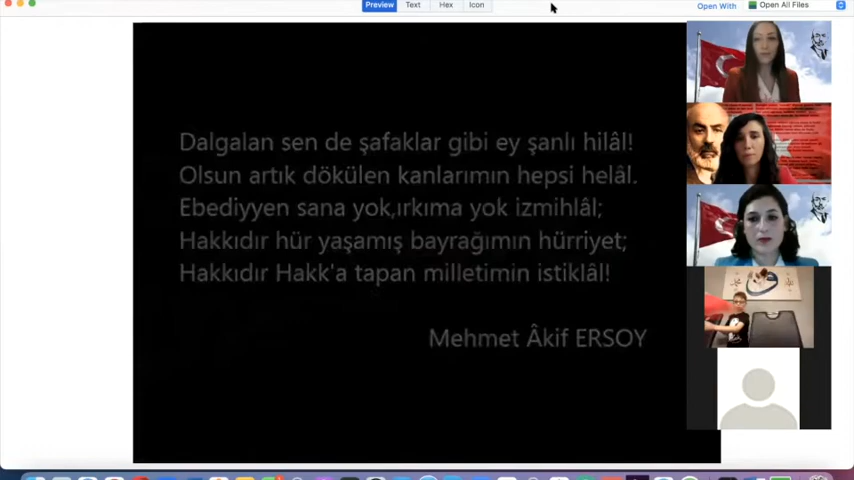 Preview Text Hex Icon Open With Open All Files
Dalgalan sen de şafaklar gibi ey şanlı hilâl!
Olsun artık dökülen kanlarımın hepsi helâl.
Ebediyyen sana yok,ırkıma yok izmihlâl;
Hakkıdır hür yaşamış bayrağımın hürriyet;
Hakkıdır Hakk'a tapan milletimin istiklâl!
Mehmet Âkif ERSOY